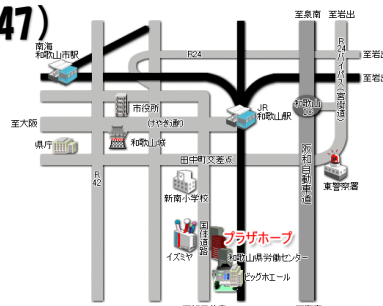 47)
至泉南
至岩出
南海
和歌山市駅
R24
至岩出
R24バイパス(宮街道)
至岩出
市役所
(けやき通り)
JR
和歌山駅
和歌山
IC
至大阪
県庁
和歌山城
田中町交差点
R
42
新南小学校
阪和自動車道
東警察署
国体道路
プラザホープ
イズミヤ
和歌山県労働センター
ビッグホエール